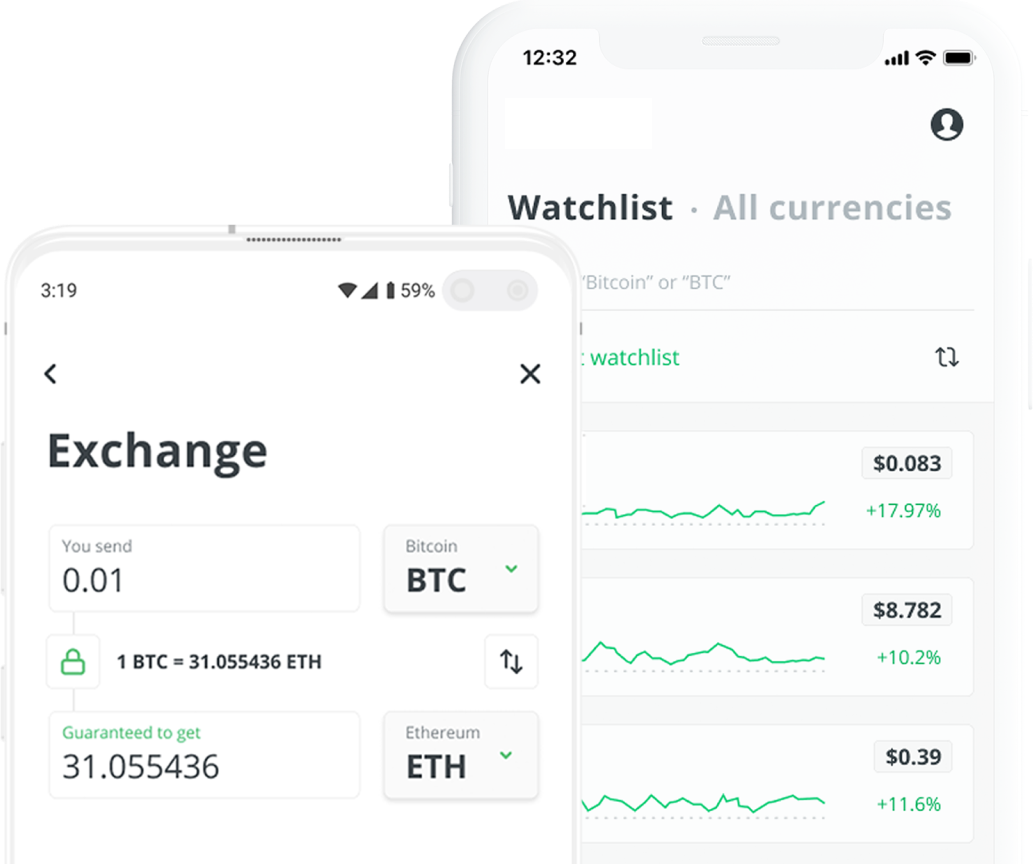 12:32
Watchlist · All currencies
“Bitcoin” or “BTC”
watchlist
$0.083
+17.97%
$8.782
+10.2%
$0.39
+11.6%
3:19
59%
Exchange
You send
0.01
Bitcoin
BTC
1 BTC = 31.055436 ETH
Guaranteed to get
31.055436
Ethereum
ETH